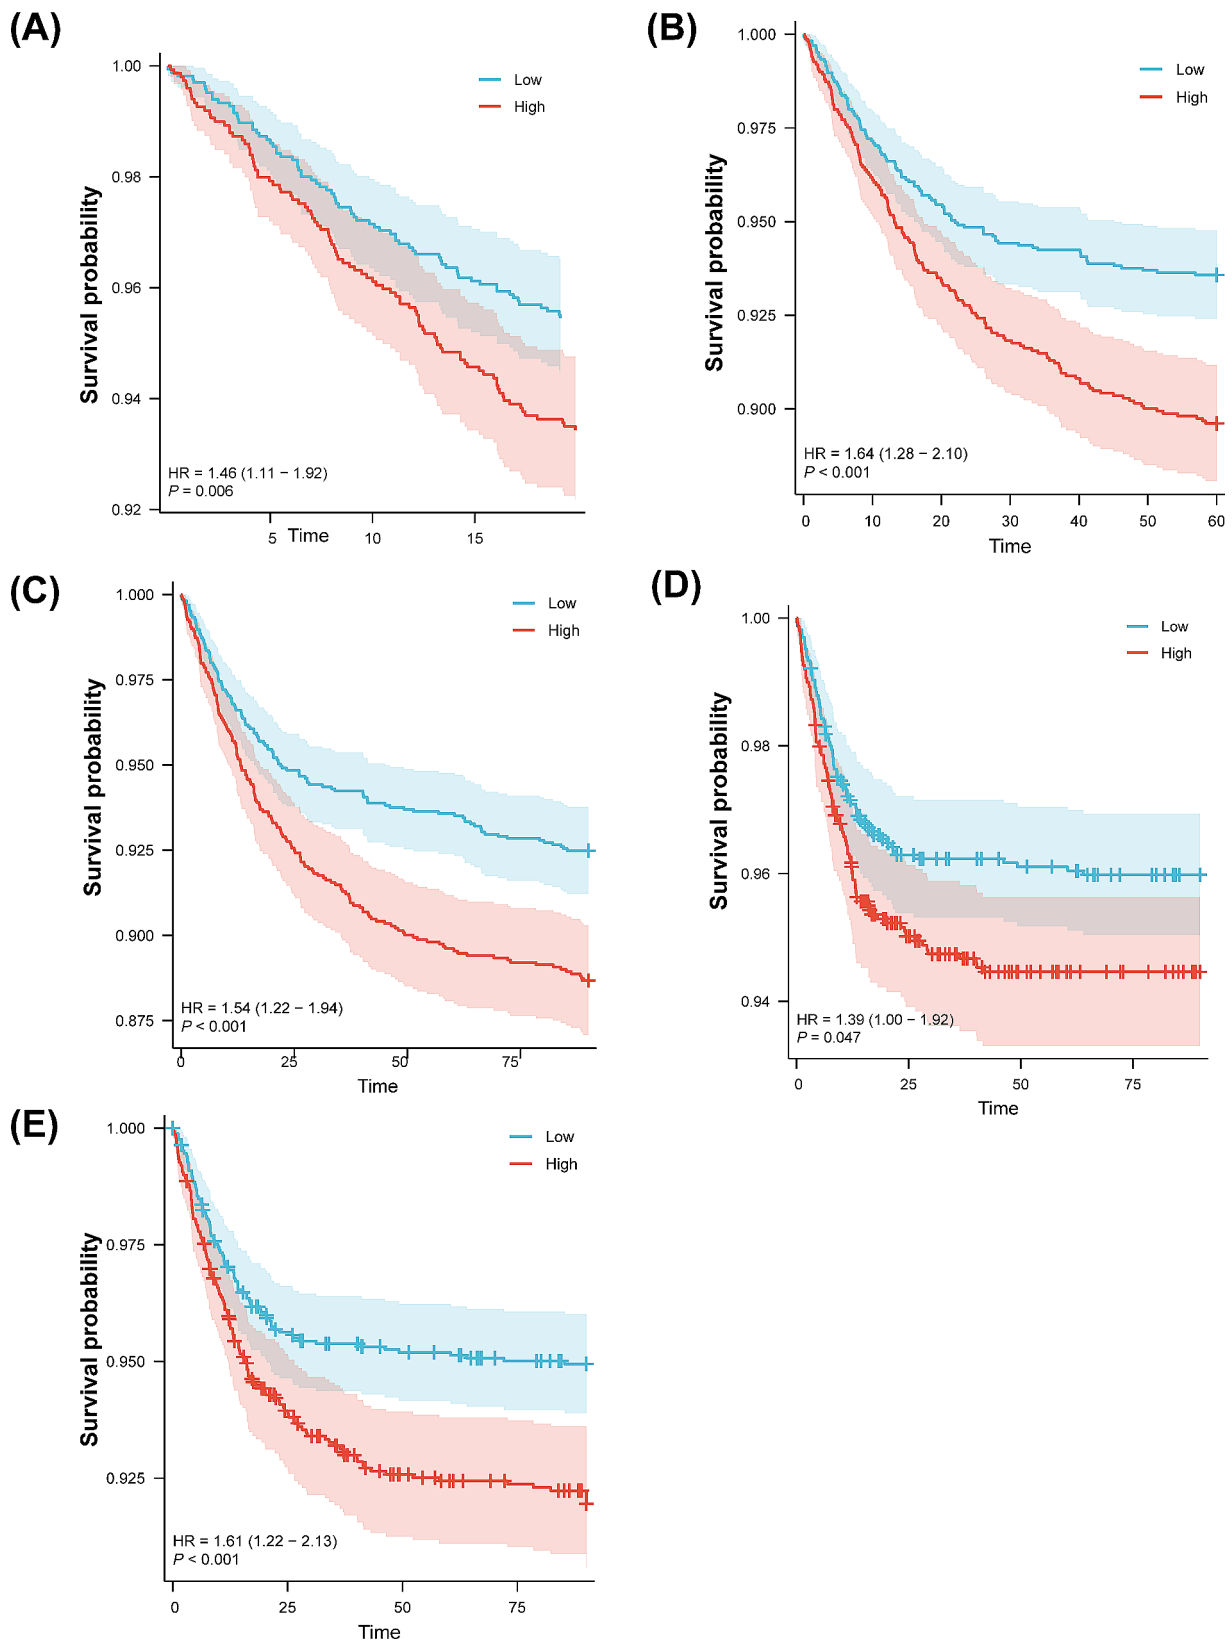 (A)
Survival probability
1.00
0.98
0.96
0.94
0.92
Low
High
HR = 1.46 (1.11 − 1.92)
P = 0.006
5
10
15
Time
(B)
Survival probability
1.000
0.975
0.950
0.925
0.900
Low
High
HR = 1.64 (1.28 − 2.10)
P < 0.001
0
10
20
30
40
50
60
Time
(C)
Survival probability
1.000
0.975
0.950
0.925
0.900
0.875
Low
High
HR = 1.54 (1.22 − 1.94)
P < 0.001
0
25
50
75
Time
(D)
Survival probability
1.00
0.98
0.96
0.94
Low
High
HR = 1.39 (1.00 − 1.92)
P = 0.047
0
25
50
75
Time
(E)
Survival probability
1.000
0.975
0.950
0.925
Low
High
HR = 1.61 (1.22 − 2.13)
P < 0.001
0
25
50
75
Time